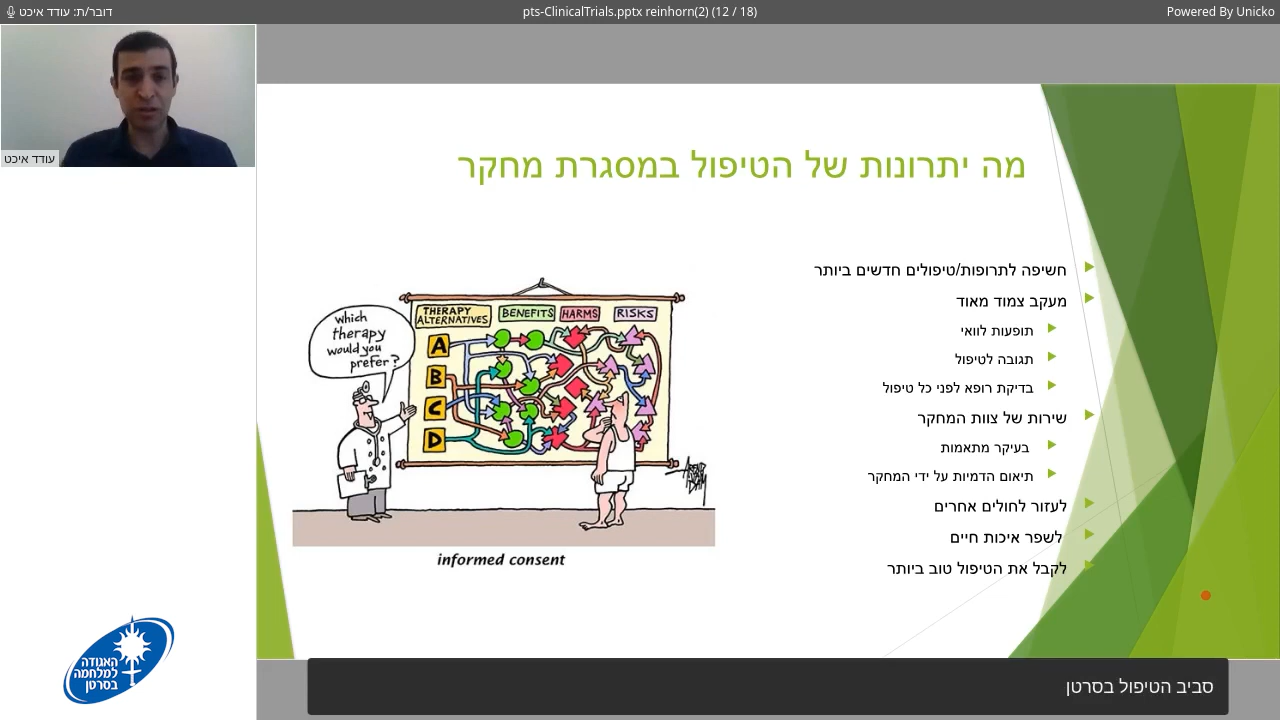 דובר/ת: עודד איכט
pts-ClinicalTrials.pptx reinhorn(2) (12 / 18)
Powered By Unicko
עודד איכט
מה יתרונות של הטיפול במסגרת מחקר
חשיפה לתרופות/טיפולים חדשים ביותר
מעקב צמוד מאוד
תופעות לוואי
תגובה לטיפול
בדיקת רופא לפני כל טיפול
שירות של צוות המחקר
בעיקר מתאמות
תיאום הדמיות על ידי המחקר
לעזור לחולים אחרים
לשפר איכות חיים
לקבל את הטיפול טוב ביותר
which
therapy
would you
prefer?
THERAPY
ALTERNATIVES
BENEFITS
HARMS
RISKS
A
B
C
D
informed consent
האגודה
למלחמה
בסרטן
סביב הטיפול בסרטן